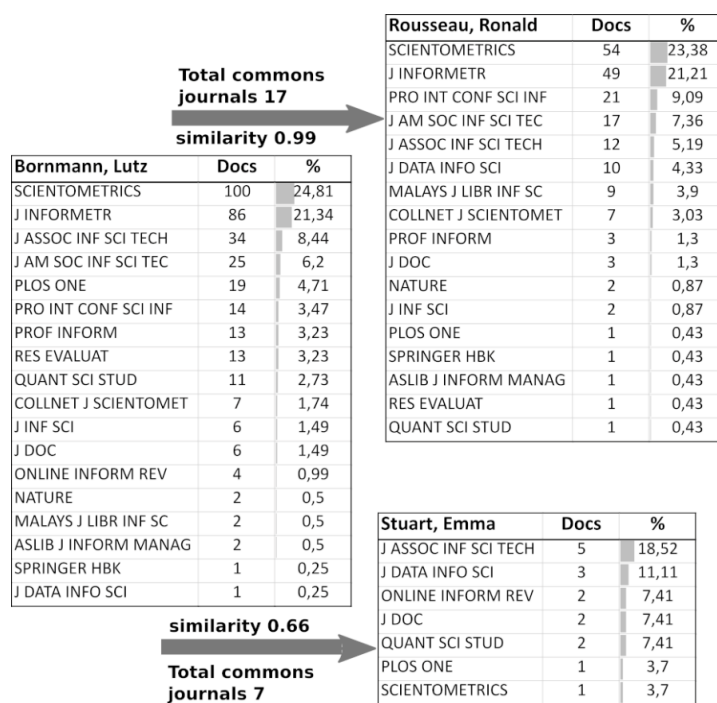 Total commons
journals 17
similarity 0.99
Bornmann, Lutz Docs %
SCIENTOMETRICS 100 24,81
J INFORMETR 86 21,34
J ASSOC INF SCI TECH 34 8,44
J AM SOC INF SCI TEC 25 6,2
PLOS ONE 19 4,71
PRO INT CONF SCI INF 14 3,47
PROF INFORM 13 3,23
RES EVALUAT 13 3,23
QUANT SCI STUD 11 2,73
COLLNET J SCIENTOMET 7 1,74
J INF SCI 6 1,49
J DOC 6 1,49
ONLINE INFORM REV 4 0,99
NATURE 2 0,5
MALAYS J LIBR INF SC 2 0,5
ASLIB J INFORM MANAG 2 0,5
SPRINGER HBK 1 0,25
J DATA INFO SCI 1 0,25
Rousseau, Ronald Docs %
SCIENTOMETRICS 54 23,38
J INFORMETR 49 21,21
PRO INT CONF SCI INF 21 9,09
J AM SOC INF SCI TEC 17 7,36
J ASSOC INF SCI TECH 12 5,19
J DATA INFO SCI 10 4,33
MALAYS J LIBR INF SC 9 3,9
COLLNET J SCIENTOMET 7 3,03
PROF INFORM 3 1,3
J DOC 3 1,3
NATURE 2 0,87
J INF SCI 2 0,87
PLOS ONE 1 0,43
SPRINGER HBK 1 0,43
ASLIB J INFORM MANAG 1 0,43
RES EVALUAT 1 0,43
QUANT SCI STUD 1 0,43
similarity 0.66
Total commons
journals 7
Stuart, Emma Docs %
J ASSOC INF SCI TECH 5 18,52
J DATA INFO SCI 3 11,11
ONLINE INFORM REV 2 7,41
J DOC 2 7,41
QUANT SCI STUD 2 7,41
PLOS ONE 1 3,7
SCIENTOMETRICS 1 3,7